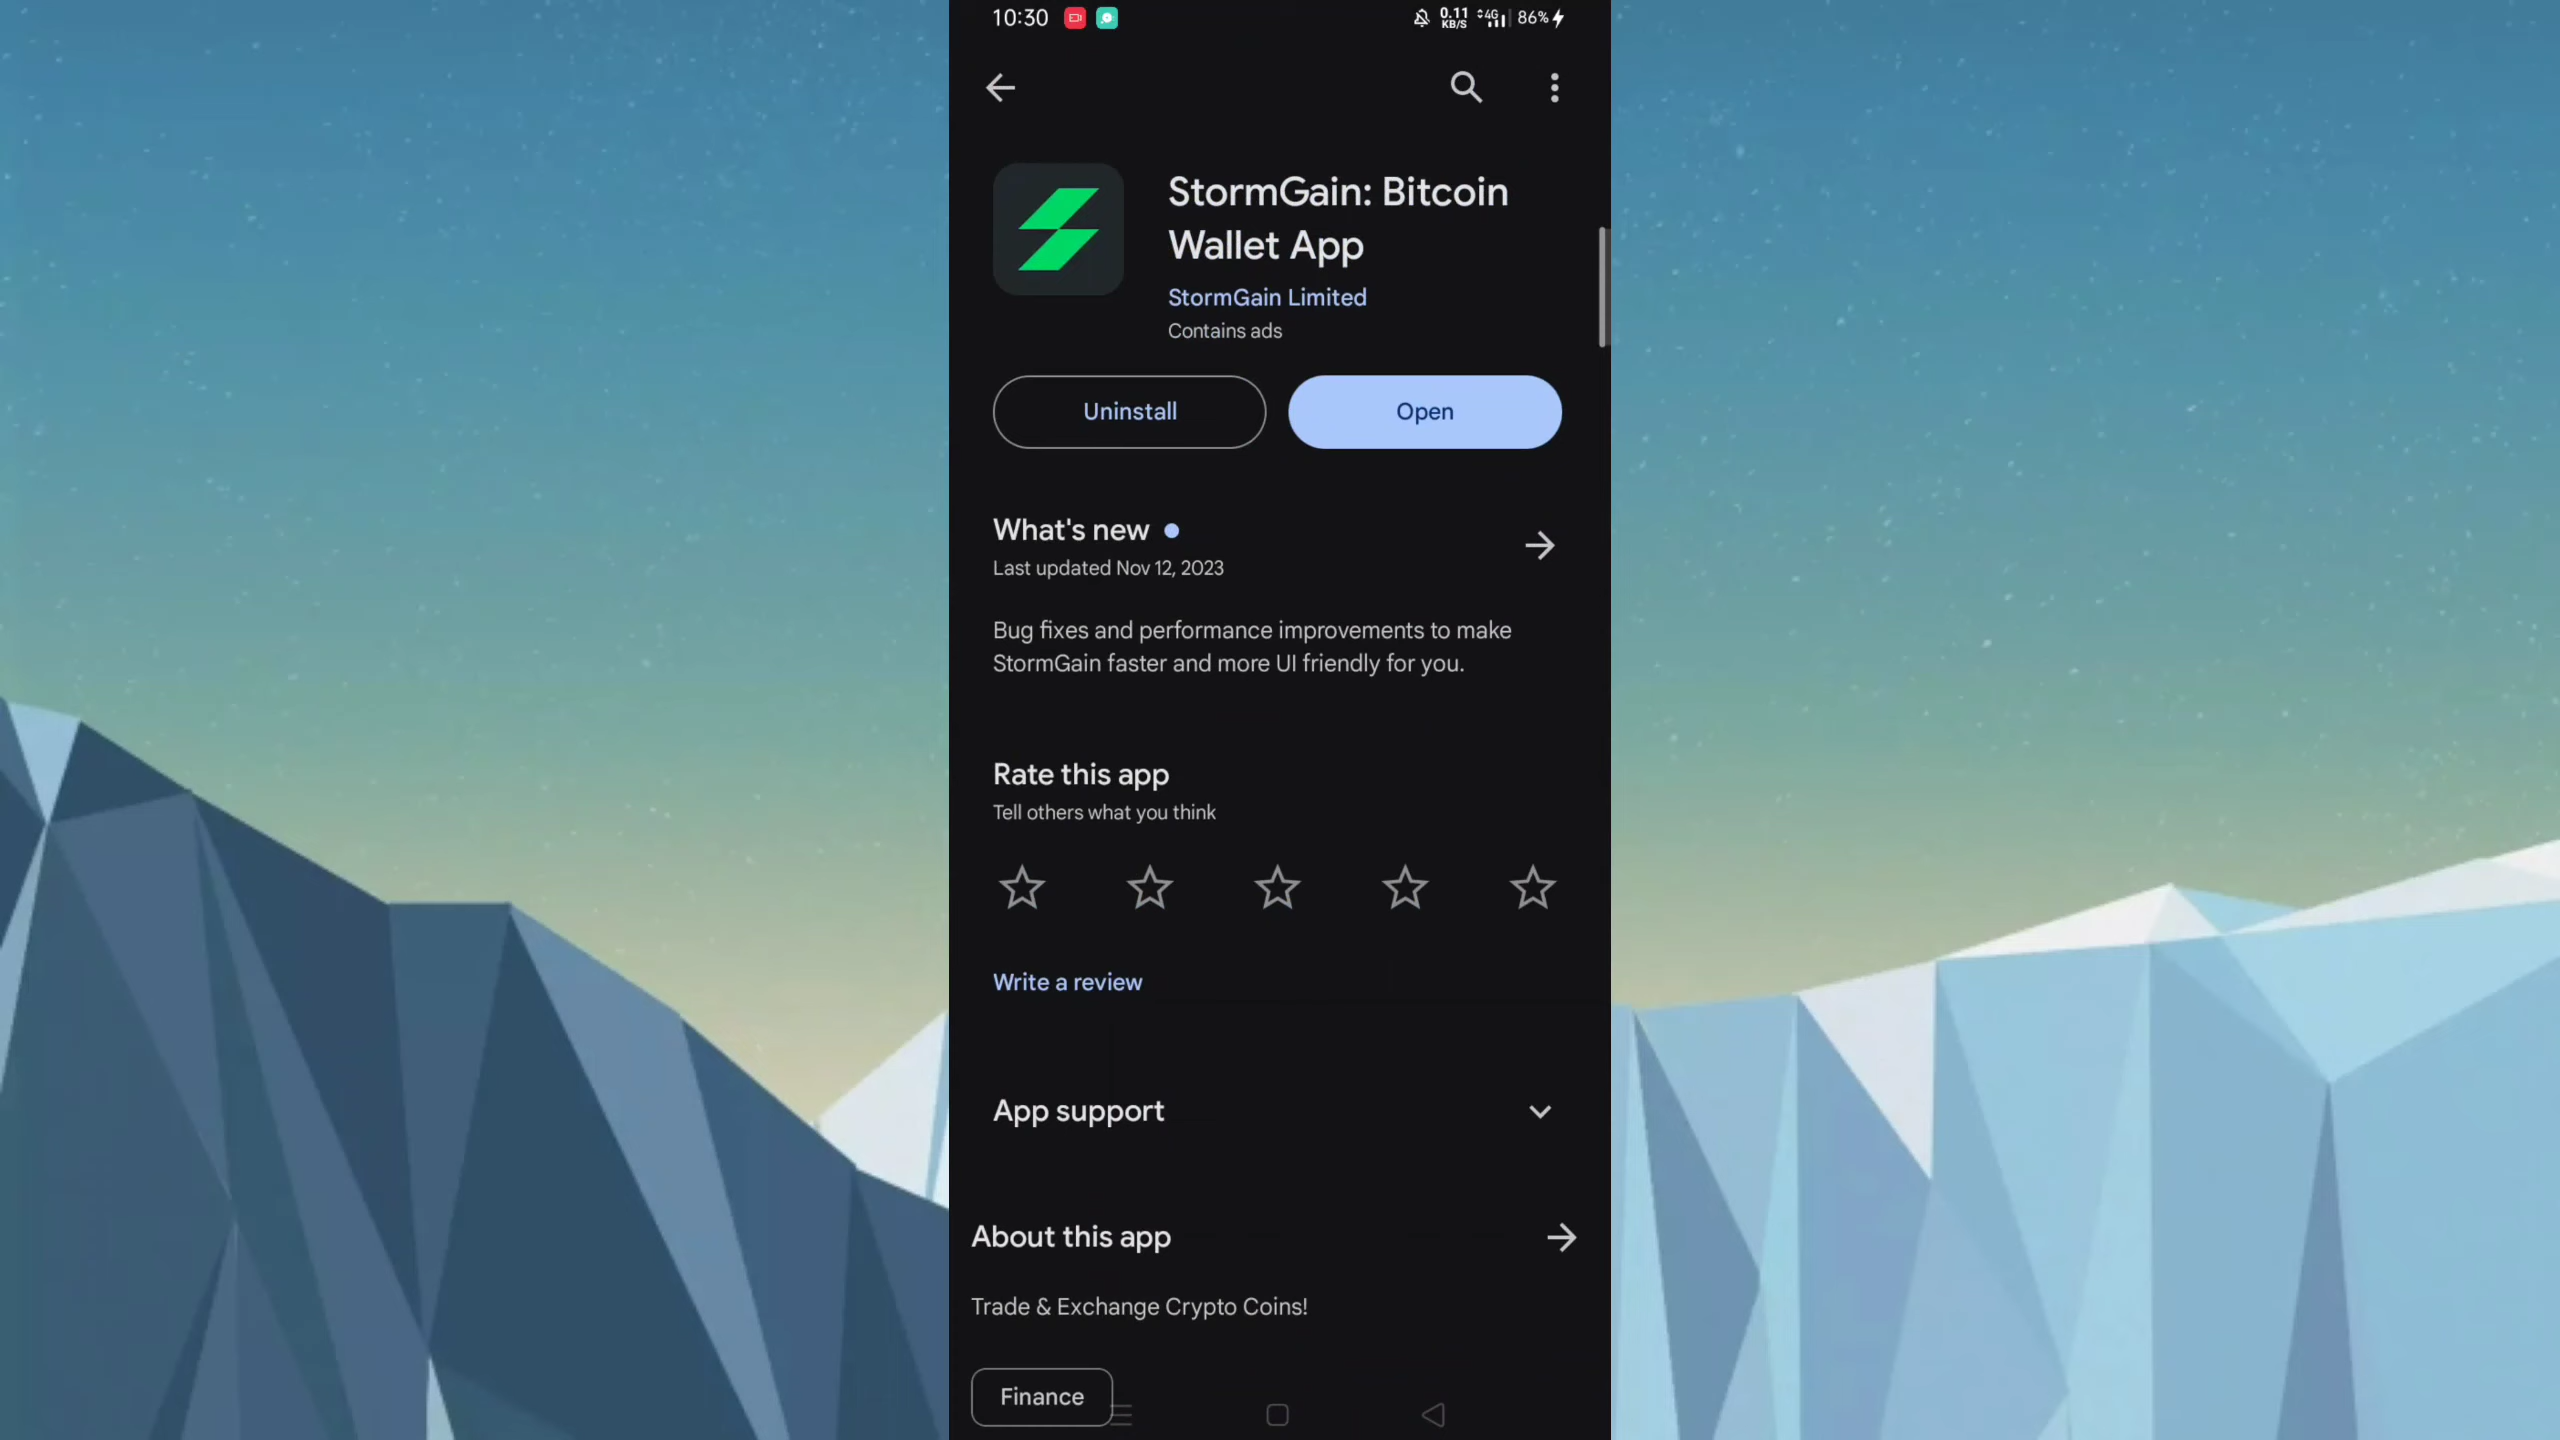 10:30
0.11 KB/S 4G 86%
StormGain: Bitcoin
Wallet App
StormGain Limited
Contains ads
Uninstall
Open
What's new
Last updated Nov 12, 2023
Bug fixes and performance improvements to make
StormGain faster and more UI friendly for you.
Rate this app
Tell others what you think
Write a review
App support
About this app
Trade & Exchange Crypto Coins!
Finance